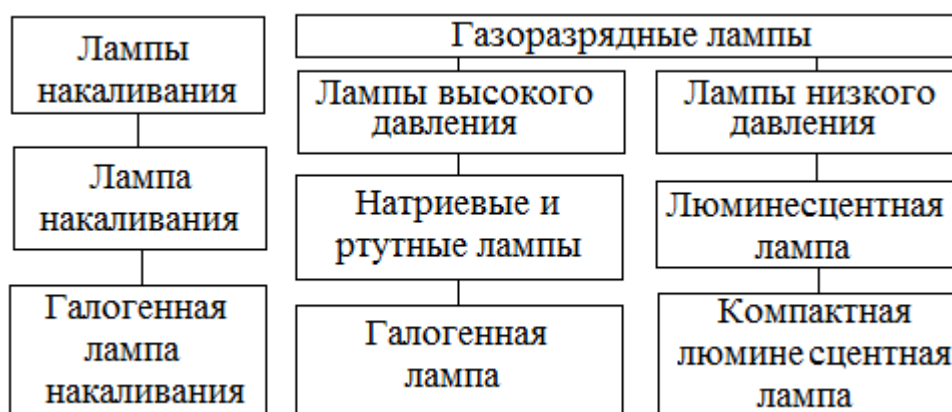 Лампы
накаливания
Лампа
накаливания
Галогенная
лампа
накаливания
Газоразрядные лампы
Лампы высокого
давления
Натриевые и
ртутные лампы
Галогенная
лампа
Лампы низкого
давления
Люминесцентная
лампа
Компактная
люмине сцентная
лампа